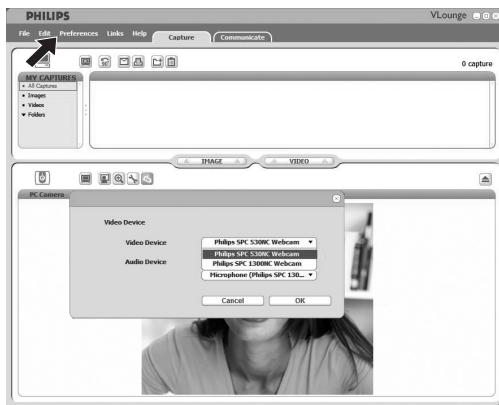 PHILIPS VLounge
File Edit Preferences Links Help Capture Communicate
0 capture
MY CAPTURES
All Captures
Images
Videos
Folders
IMAGE VIDEO
PC Camera
Video Device
Video Device Philips SPC 530NC Webcam
Philips SPC 530NC Webcam
Audio Device Philips SPC 1300NC Webcam
Microphone (Philips SPC 130...
Cancel OK